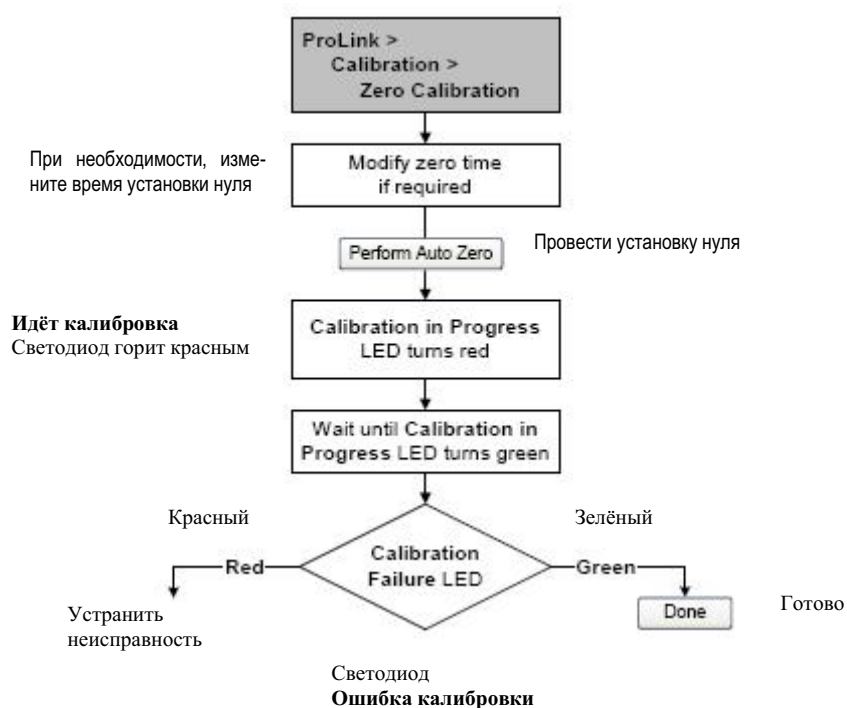 ProLink >
Calibration >
Zero Calibration
При необходимости, изме-
ните время установки нуля
Modify zero time
if required
Perform Auto Zero
Провести установку нуля
Идёт калибровка
Светодиод горит красным
Calibration in Progress
LED turns red
Wait until Calibration in
Progress LED turns green
Красный
Зелёный
Red
Calibration
Failure LED
Green
Устранить
неисправность
Done
Готово
Светодиод
Ошибка калибровки